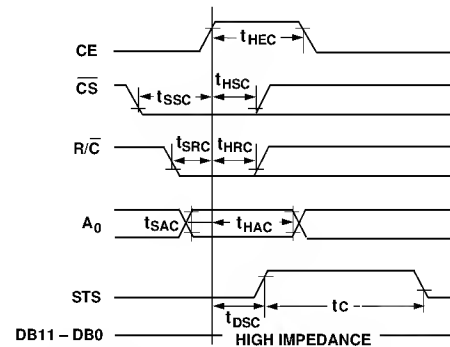 CE
tHEC
CS
tSSC
tHSC
R/C
tSRC
tHRC
A0
tSAC
tHAC
STS
tDSC
tC
DB11 – DB0
HIGH IMPEDANCE